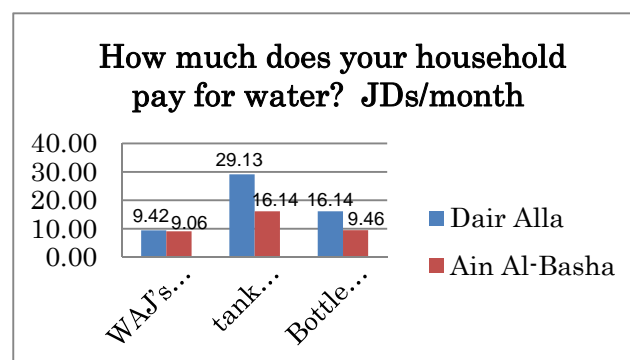 How much does your household
pay for water? JDs/month
40.00
30.00
20.00
10.00
0.00
9.42
9.06
29.13
16.14
16.14
9.46
WAJ's...
tank...
Bottle...
Dair Alla
Ain Al-Basha